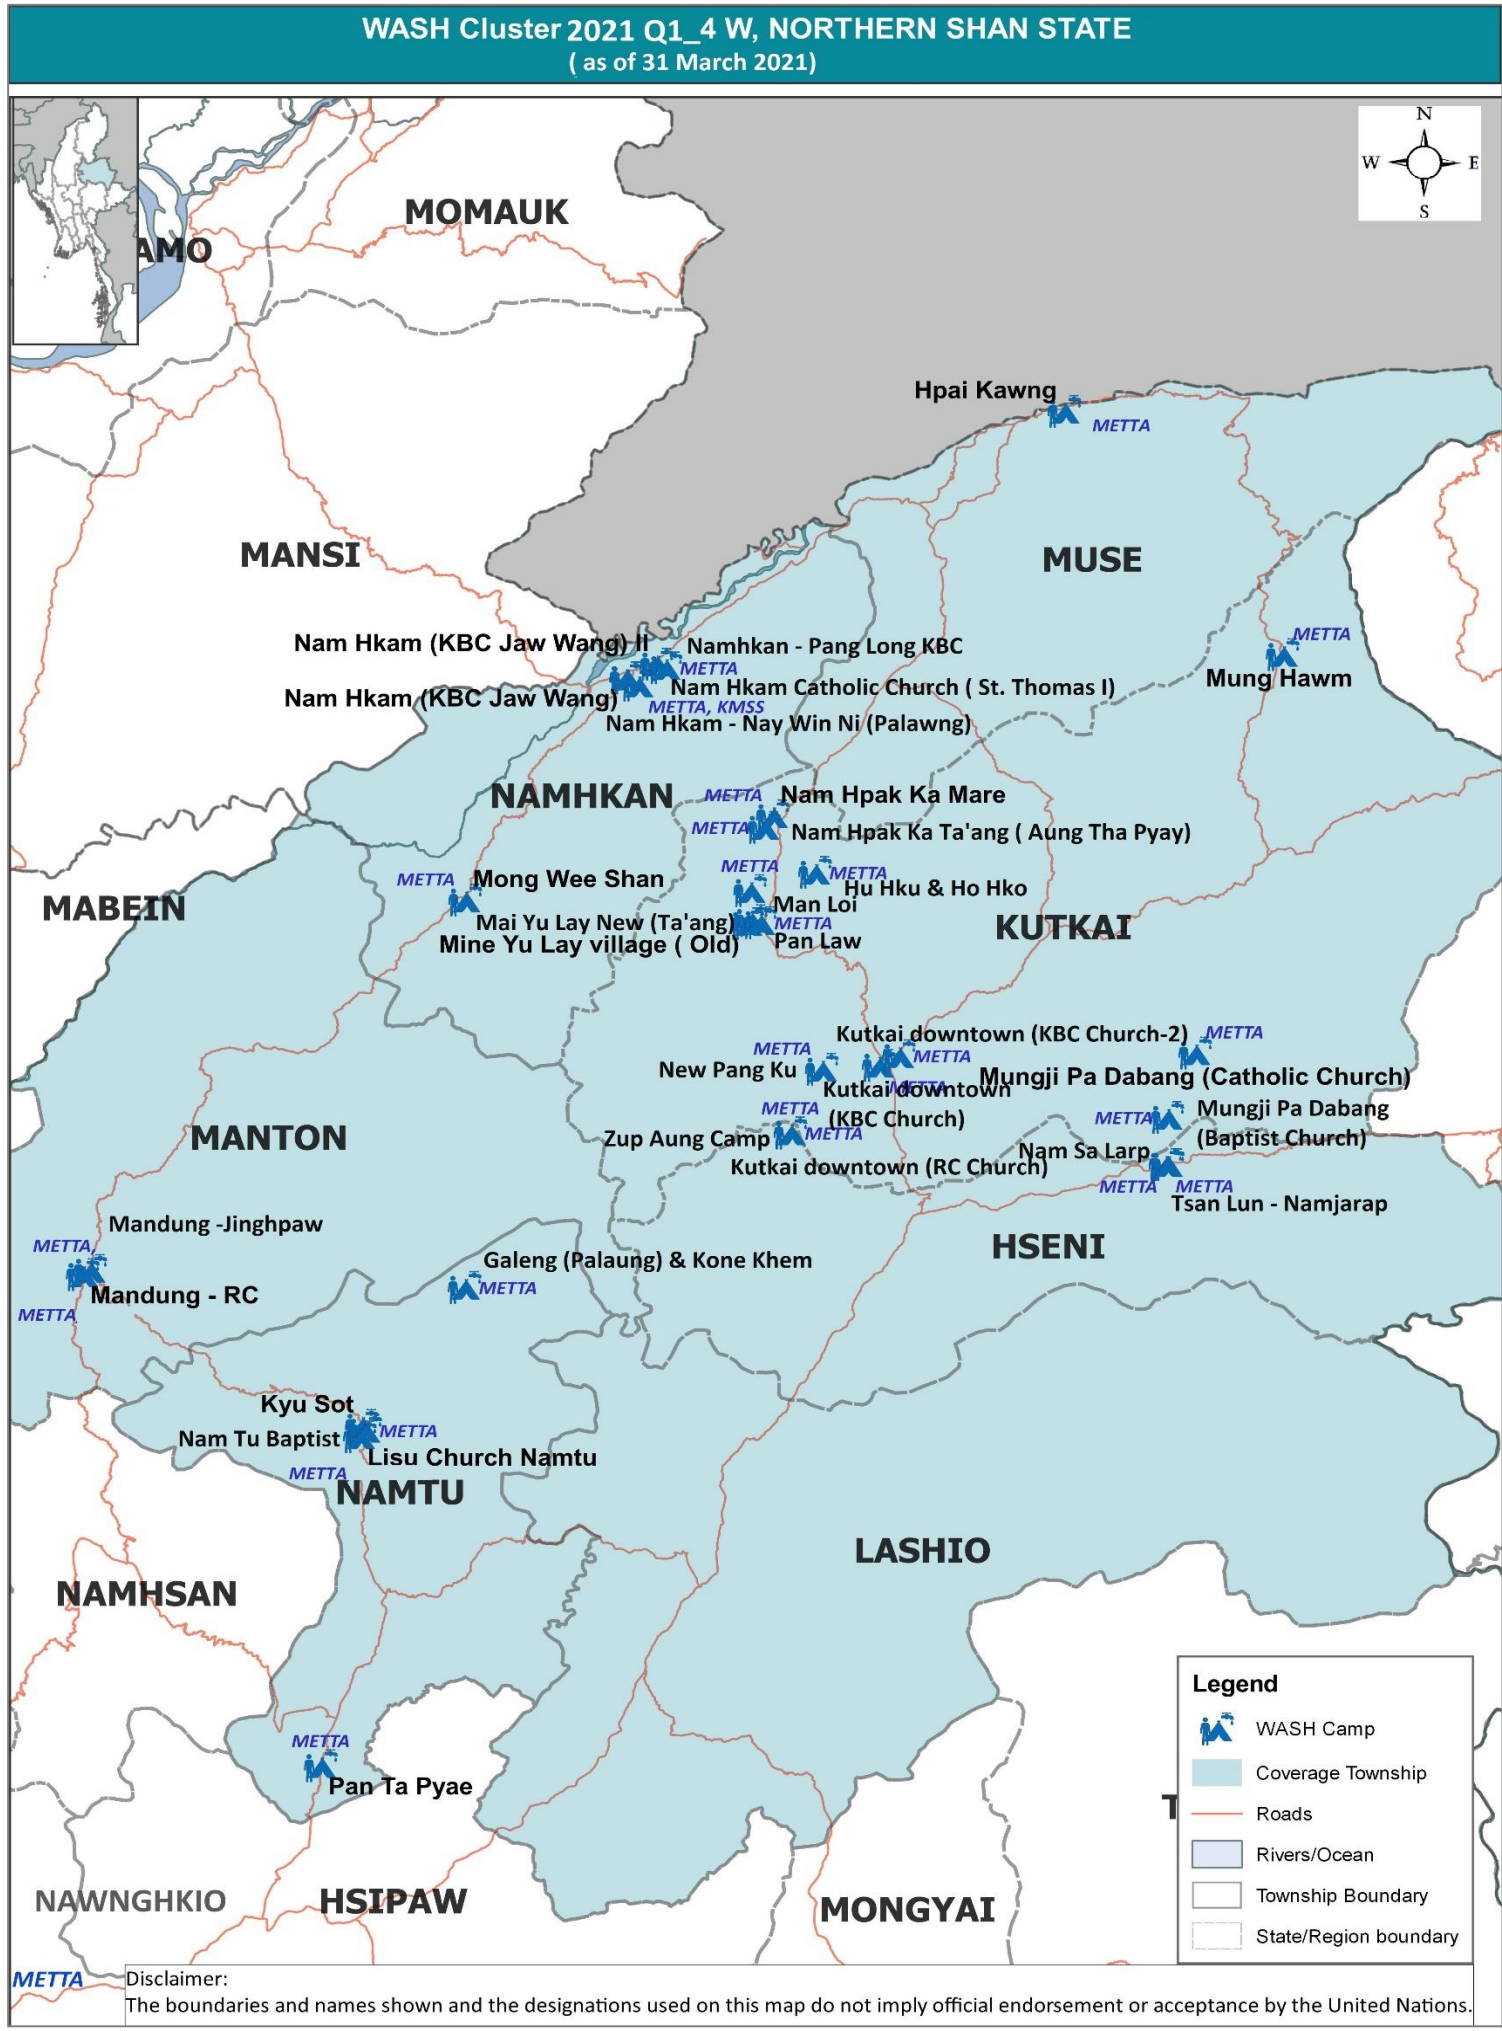 WASH Cluster 2021 Q1_4 W, NORTHERN SHAN STATE
( as of 31 March 2021)
N
W
E
S
MOMAUK
AMO
Hpai Kawng
METTA
MANSI
MUSE
METTA
Mung Hawm
Nam Hkam (KBC Jaw Wang) II
Namhkan - Pang Long KBC
METTA
Nam Hkam Catholic Church ( St. Thomas I)
Nam Hkam (KBC Jaw Wang)
METTA, KMSS
Nam Hkam - Nay Win Ni (Palawng)
NAMHKAN
METTA
Nam Hpak Ka Mare
METTA
Nam Hpak Ka Ta'ang ( Aung Tha Pyay)
METTA
METTA
Hu Hku & Ho Hko
METTA
Mong Wee Shan
Man Loi
MABEIN
Mai Yu Lay New (Ta'ang)
METTA
KUTKAI
Mine Yu Lay village ( Old)
Pan Law
Kutkai downtown (KBC Church-2)
METTA
METTA
METTA
New Pang Ku
METTA
Mungji Pa Dabang (Catholic Church)
Kutkai downtown
(KBC Church)
METTA
METTA
Mungji Pa Dabang
(Baptist Church)
Zup Aung Camp
METTA
Nam Sa Larp
Kutkai downtown (RC Church)
METTA
METTA
Tsan Lun - Namjarap
MANTON
Mandung -Jinghpaw
METTA,
Mandung - RC
METTA
Galeng (Palaung) & Kone Khem
METTA
HSENI
Kyu Sot
METTA
Nam Tu Baptist
Lisu Church Namtu
METTA
NAMTU
LASHIO
NAMHSAN
METTA
Pan Ta Pyae
NAWNGHKIO
HSIPAW
MONGYAI
T
Legend
WASH Camp
Coverage Township
Roads
Rivers/Ocean
Township Boundary
State/Region boundary
METTA
Disclaimer:
The boundaries and names shown and the designations used on this map do not imply official endorsement or acceptance by the United Nations.